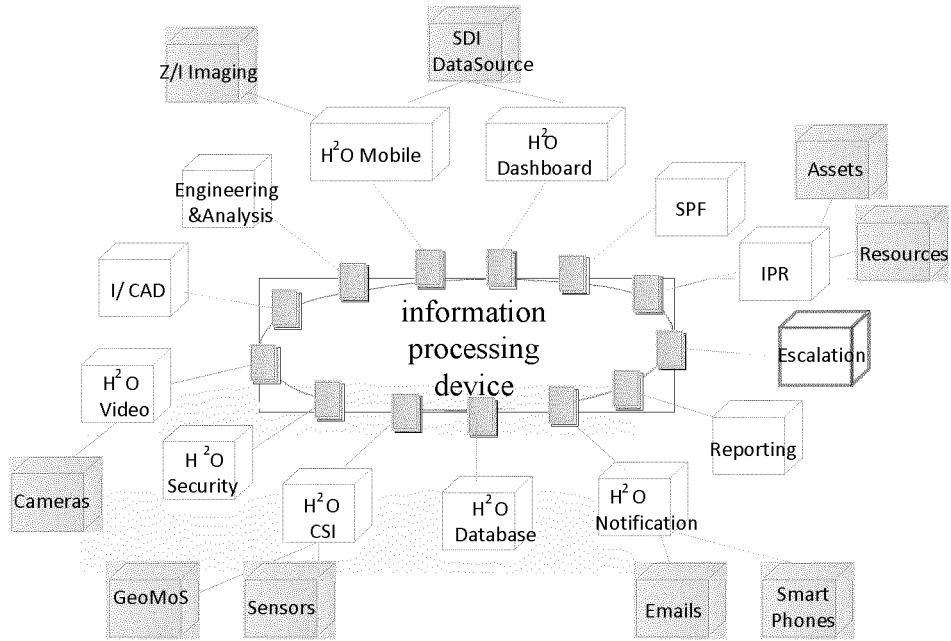 SDI
DataSource
Z/I Imaging
H²O Mobile
H²O
Dashboard
Assets
Engineering
&Analysis
SPF
Resources
IPR
I/ CAD
information
processing
device
Escalation
H²O
Video
Reporting
H²O
Security
Cameras
H²O
CSI
H²O
Database
H²O
Notification
GeoMoS
Sensors
Emails
Smart
Phones